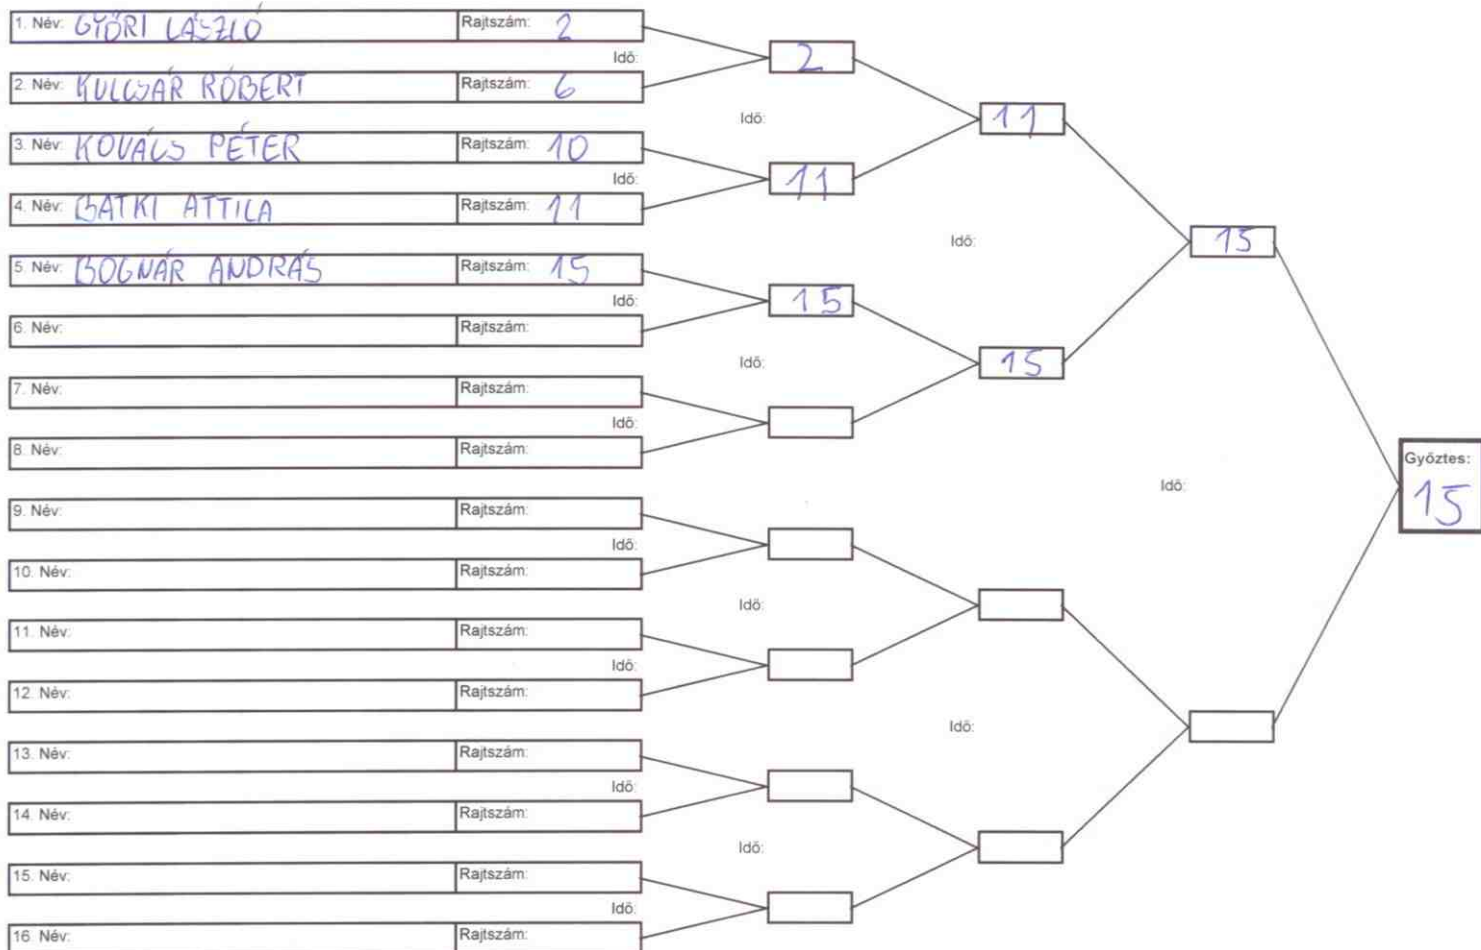 1. Név: GYŐRI LÁSZLÓ Rajtszám: 2
Idő: 2
2. Név: KULCSÁR RÓBERT Rajtszám: 6
Idő: 11
3. Név: KOVÁCS PÉTER Rajtszám: 10
Idő: 11
4. Név: BATKI ATTILA Rajtszám: 11
Idő: 15
5. Név: BOGNÁR ANDRÁS Rajtszám: 15
Idő: 15
6. Név: Rajtszám:
Idő: 15
7. Név: Rajtszám:
Idő:
8. Név: Rajtszám:
Győztes:
Idő: 15
9. Név: Rajtszám:
Idő:
10. Név: Rajtszám:
Idő:
11. Név: Rajtszám:
Idő:
12. Név: Rajtszám:
Idő:
13. Név: Rajtszám:
Idő:
14. Név: Rajtszám:
Idő:
15. Név: Rajtszám:
Idő:
16. Név: Rajtszám: